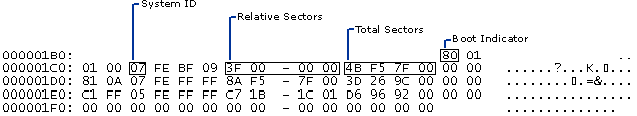 System ID
Relative Sectors
Total Sectors
Boot Indicator
000001B0: 80 01
000001C0: 01 00 07 FE BF 09 3F 00 - 00 00 4B F5 7F 00 00 00 ......?...K.▯...
000001D0: 81 0A 07 FE FF FF 8A F5 - 7F 00 3D 26 9C 00 00 00 ........▯.=&....
000001E0: C1 FF 05 FE FF FF C7 1B - 1C 01 D6 96 92 00 00 00 ................
000001F0: 00 00 00 00 00 00 00 00 - 00 00 00 00 00 00 ..............